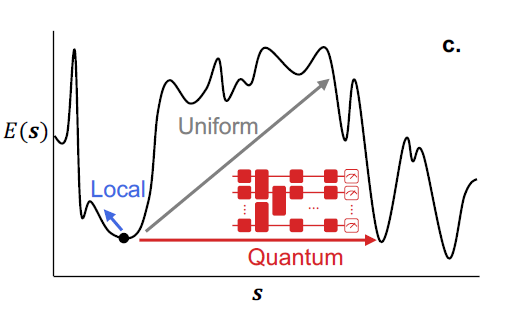 c.
E(s)
Uniform
Local
...
Quantum
s